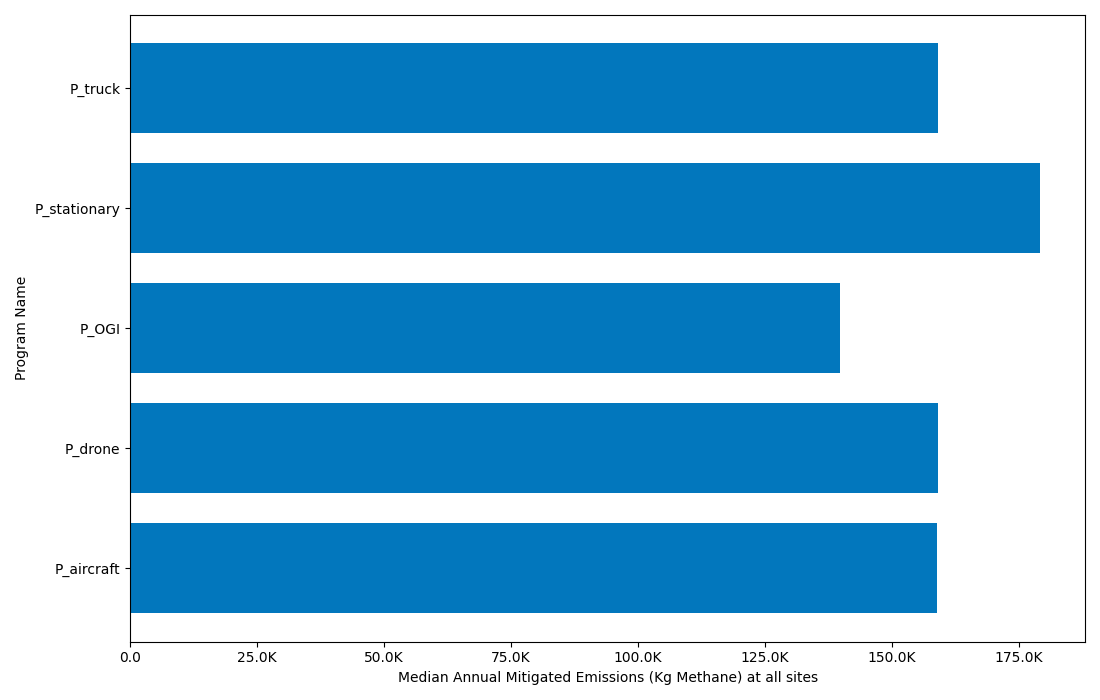 P_truck
P_stationary
P_OGI
P_drone
P_aircraft
Program Name
0.0 25.0K 50.0K 75.0K 100.0K 125.0K 150.0K 175.0K
Median Annual Mitigated Emissions (Kg Methane) at all sites